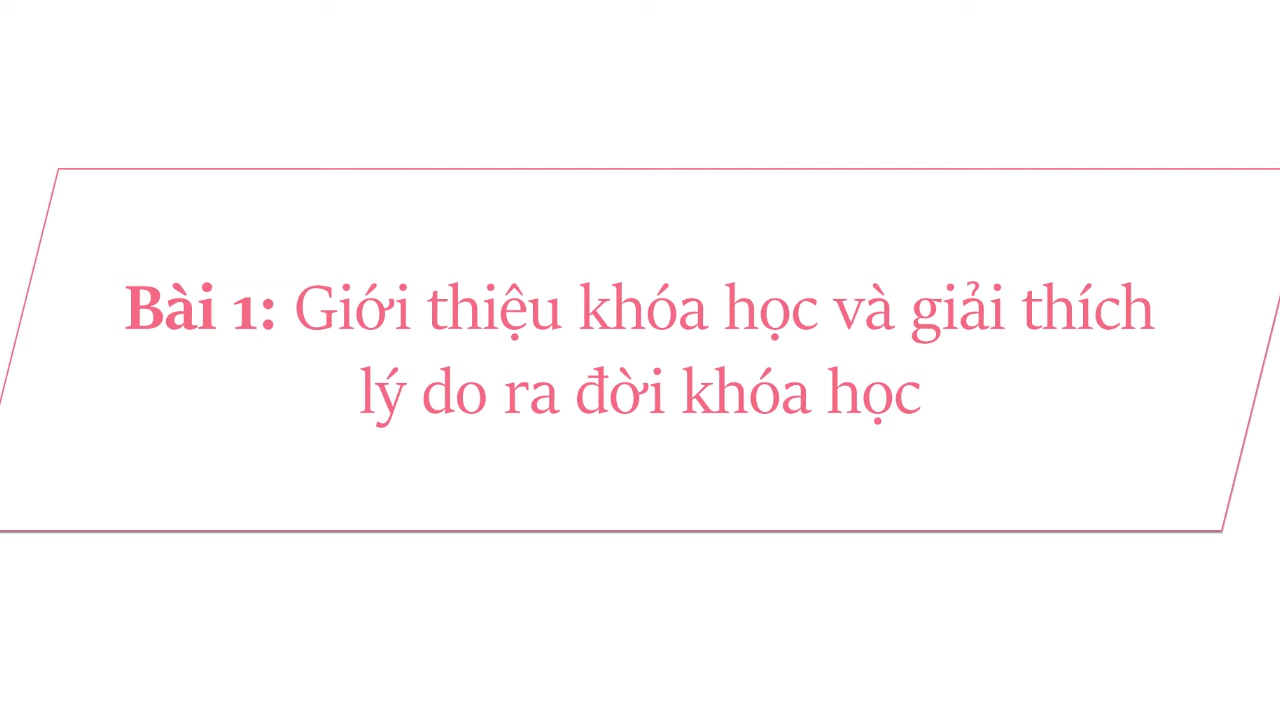 Bài 1: Giới thiệu khóa học và giải thích
lý do ra đời khóa học